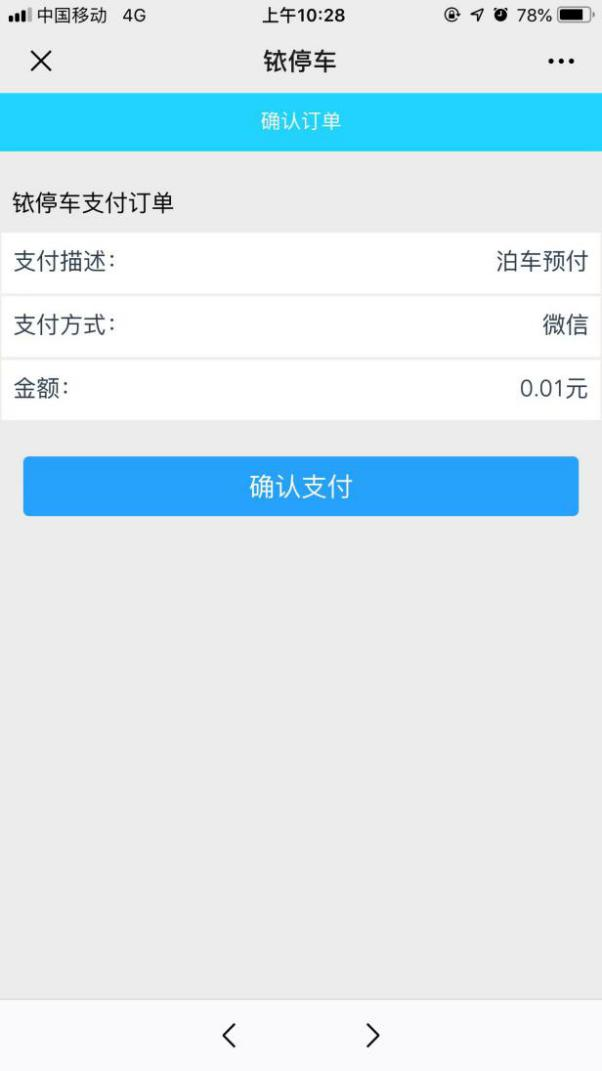 中国移动 4G 上午10:28 78%
铱停车
确认订单
铱停车支付订单
支付描述: 泊车预付
支付方式: 微信
金额: 0.01元
确认支付